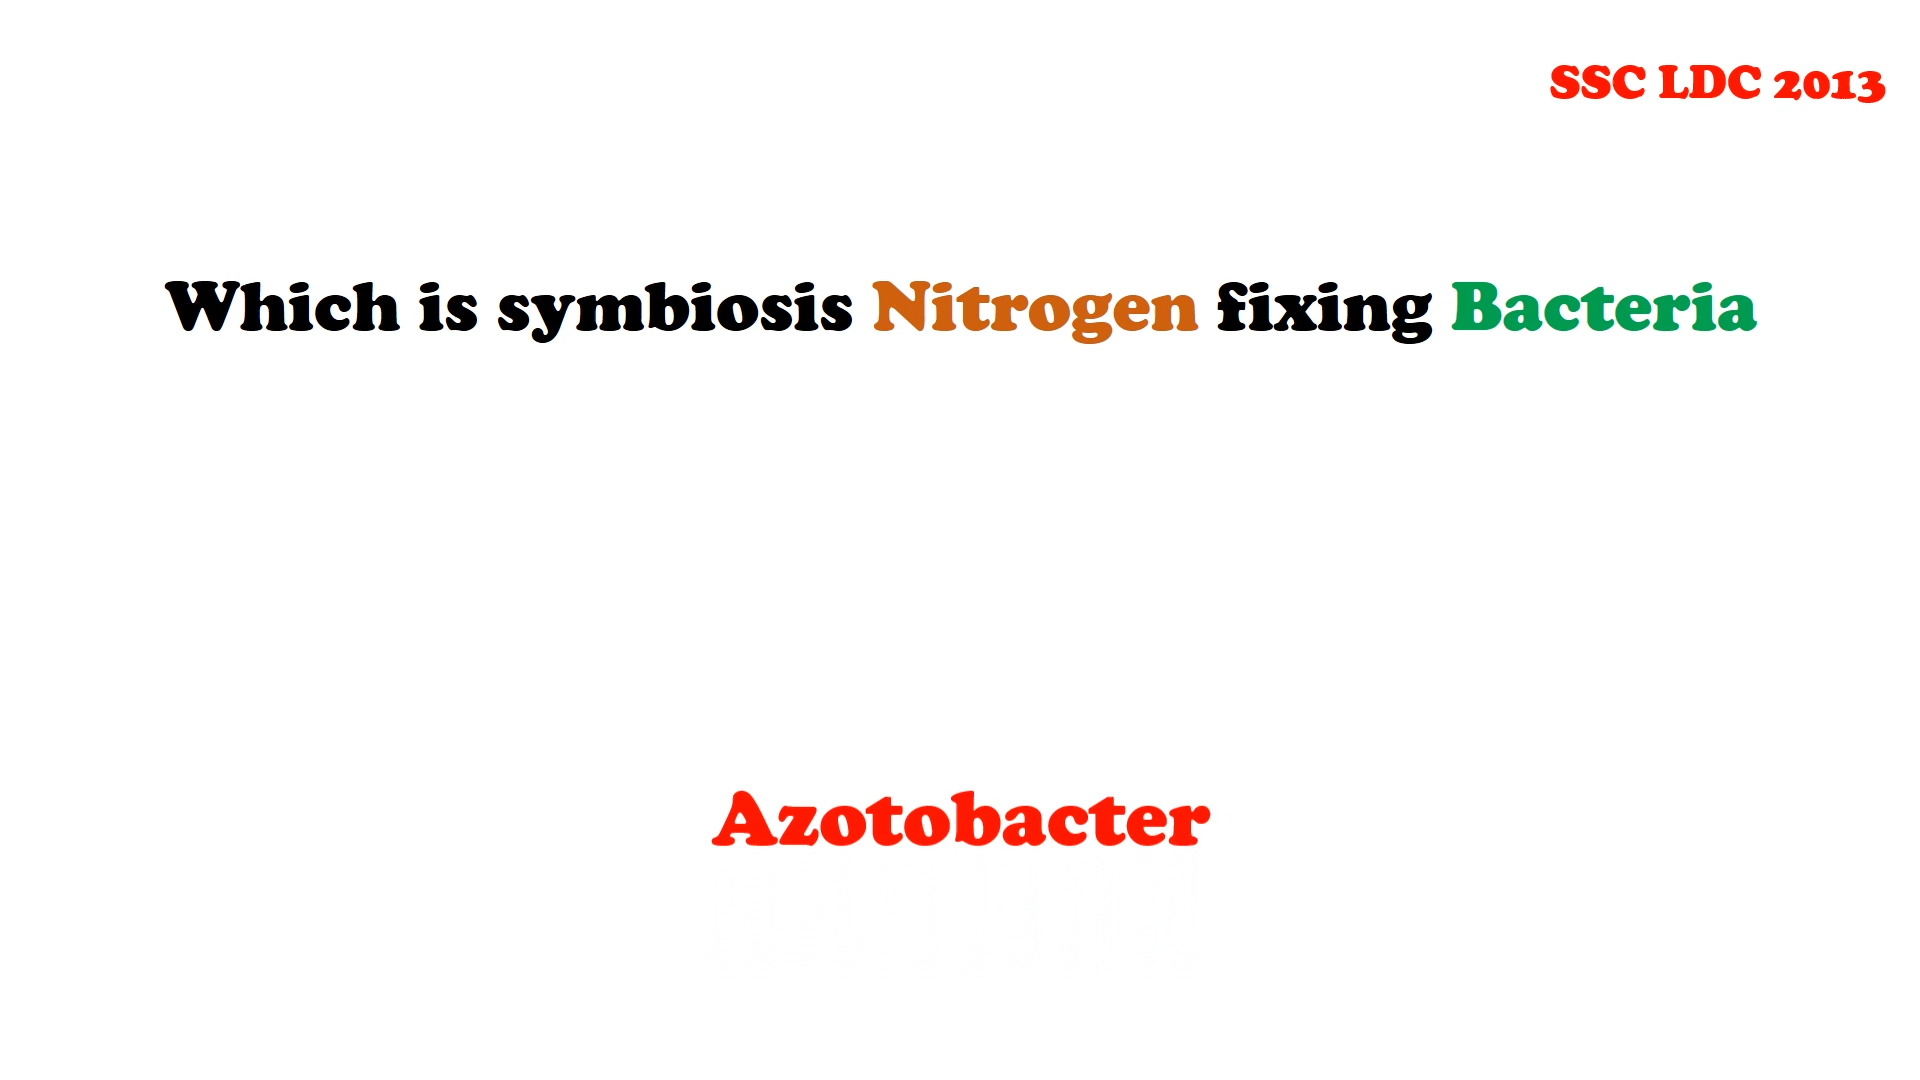 SSC LDC 2013
Which is symbiosis Nitrogen fixing Bacteria
Azotobacter